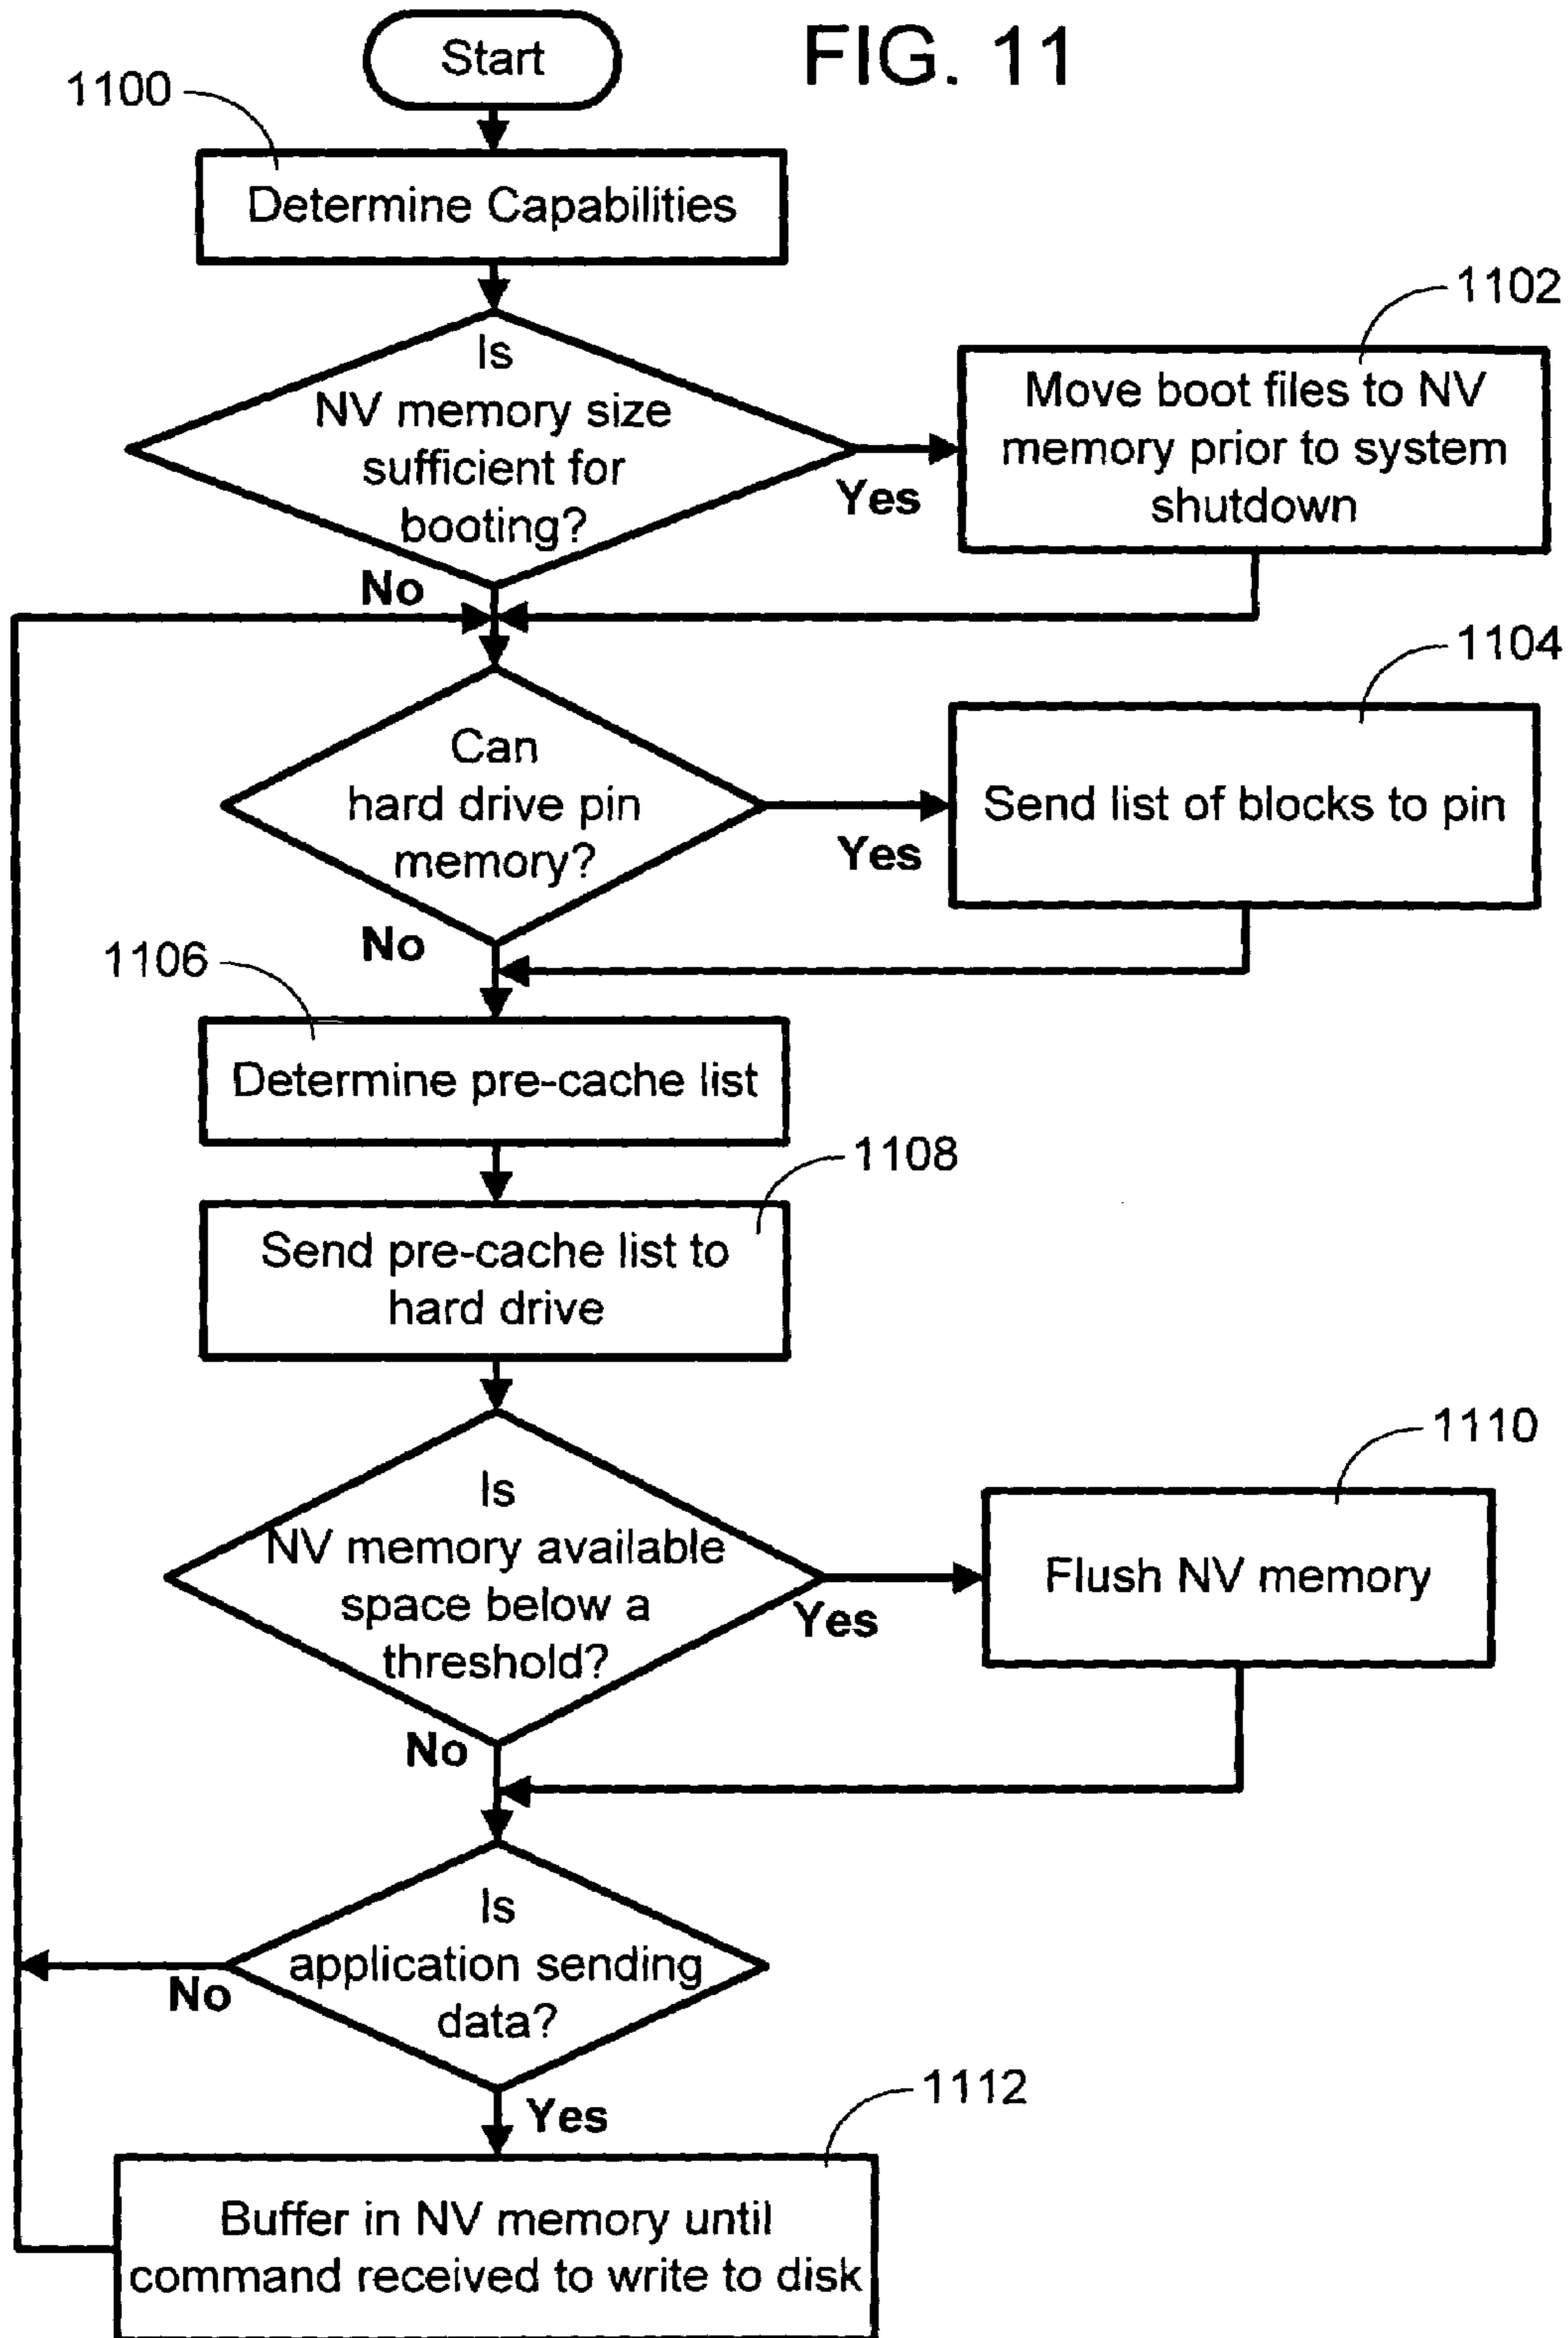 FIG. 11
Start
1100
Determine Capabilities
Is
NV memory size
sufficient for
booting?
Yes
No
1102
Move boot files to NV
memory prior to system
shutdown
Can
hard drive pin
memory?
Yes
No
1104
Send list of blocks to pin
1106
Determine pre-cache list
1108
Send pre-cache list to
hard drive
Is
NV memory available
space below a
threshold?
Yes
No
1110
Flush NV memory
Is
application sending
data?
No
Yes
1112
Buffer in NV memory until
command received to write to disk